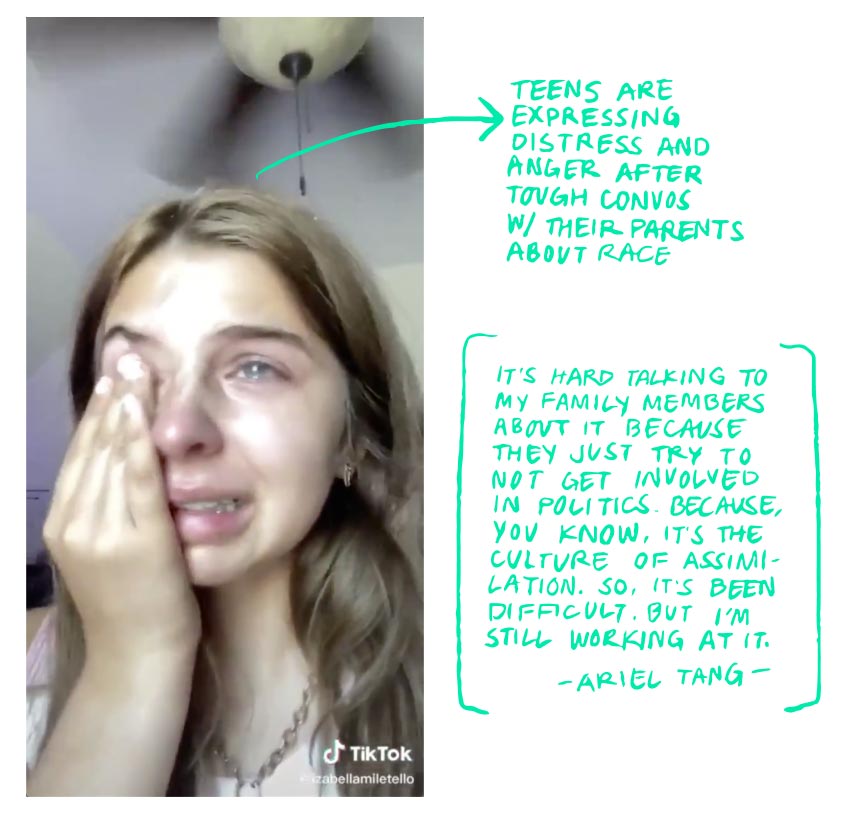 TEENS ARE
EXPRESSING
DISTRESS AND
ANGER AFTER
TOUGH CONVOS
W/ THEIR PARENTS
ABOUT RACE
IT'S HARD TALKING TO
MY FAMILY MEMBERS
ABOUT IT BECAUSE
THEY JUST TRY TO
NOT GET INVOLVED
IN POLITICS. BECAUSE,
YOU KNOW, IT'S THE
CULTURE OF ASSIMI-
LATION. SO, IT'S BEEN
DIFFICULT. BUT I'M
STILL WORKING AT IT.
-ARIEL TANG-
TikTok
izabellamiletello